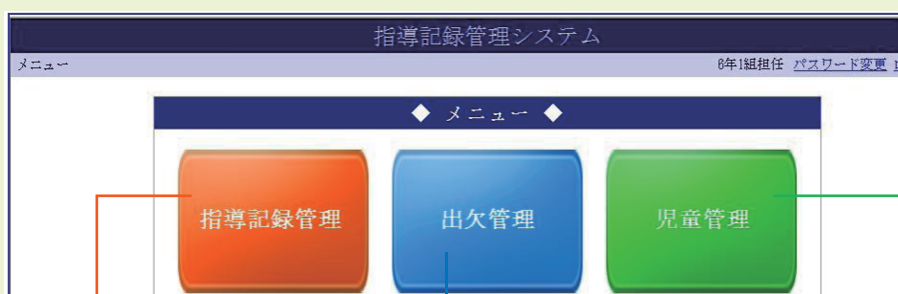 指導記録管理システム
メニュー 6年1組担任 パスワード変更
◆ メニュー ◆
指導記録管理 出欠管理 児童管理